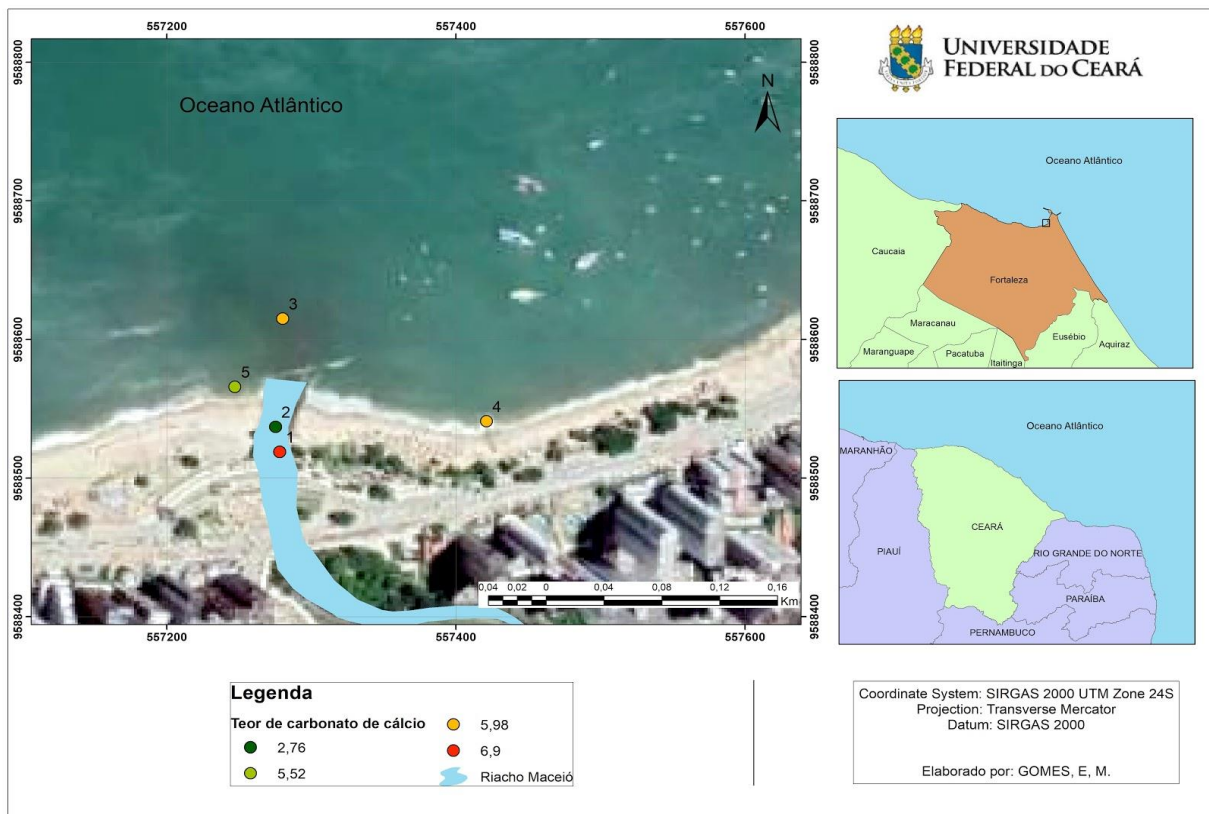 557200
557400
557600
9588800
9588800
Oceano Atlântico
N
9588700
9588700
3
9588600
9588600
5
4
2
1
9588500
9588500
0,04 0,02 0 0,04 0,08 0,12 0,16
Km
9588400
9588400
557200
557400
557600
UNIVERSIDADE
FEDERAL DO CEARÁ
Oceano Atlântico
Caucaia
Fortaleza
Maracanau
Eusébio
Maranguape
Pacatuba
Itaitinga
Aquiraz
Oceano Atlântico
MARANHÃO
CEARÁ
PIAUÍ
RIO GRANDE DO NORTE
PARAÍBA
PERNAMBUCO
Legenda
Teor de carbonato de cálcio
2,76
5,52
5,98
6,9
Riacho Maceió
Coordinate System: SIRGAS 2000 UTM Zone 24S
Projection: Transverse Mercator
Datum: SIRGAS 2000
Elaborado por: GOMES, E, M.